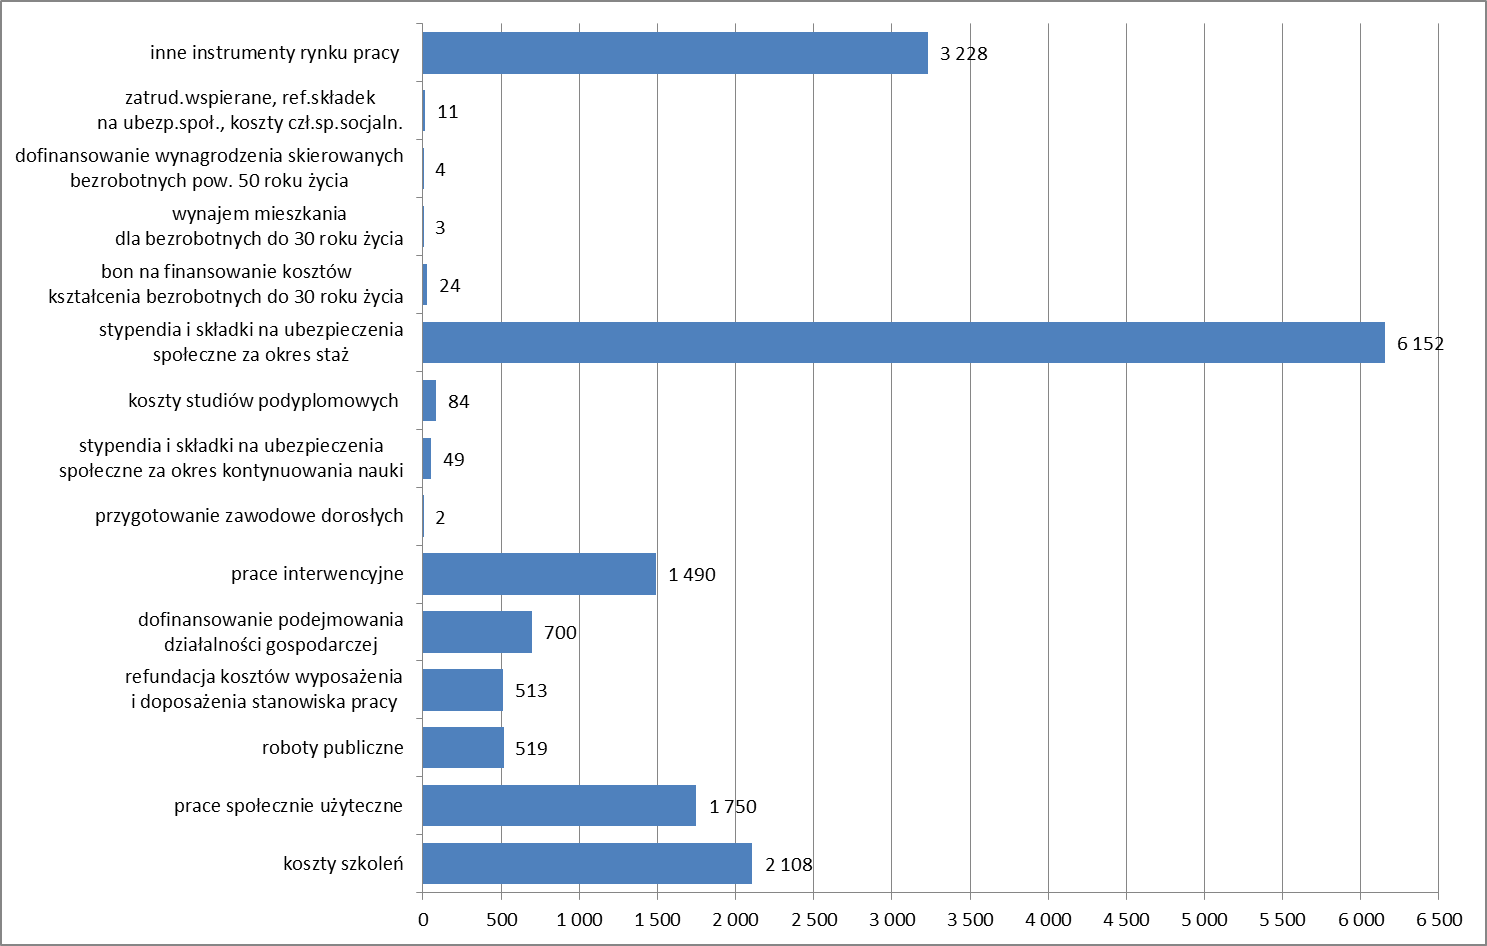 inne instrumenty rynku pracy
3 228
zatrud.wspierane, ref.składek
na ubezp.społ., koszty czł.sp.socjaln.
11
dofinansowanie wynagrodzenia skierowanych
bezrobotnych pow. 50 roku życia
4
wynajem mieszkania
dla bezrobotnych do 30 roku życia
3
bon na finansowanie kosztów
kształcenia bezrobotnych do 30 roku życia
24
stypendia i składki na ubezpieczenia
społeczne za okres staż
6 152
koszty studiów podyplomowych
84
stypendia i składki na ubezpieczenia
społeczne za okres kontynuowania nauki
49
przygotowanie zawodowe dorosłych
2
prace interwencyjne
1 490
dofinansowanie podejmowania
działalności gospodarczej
700
refundacja kosztów wyposażenia
i doposażenia stanowiska pracy
513
roboty publiczne
519
prace społecznie użyteczne
1 750
koszty szkoleń
2 108
0 500 1 000 1 500 2 000 2 500 3 000 3 500 4 000 4 500 5 000 5 500 6 000 6 500